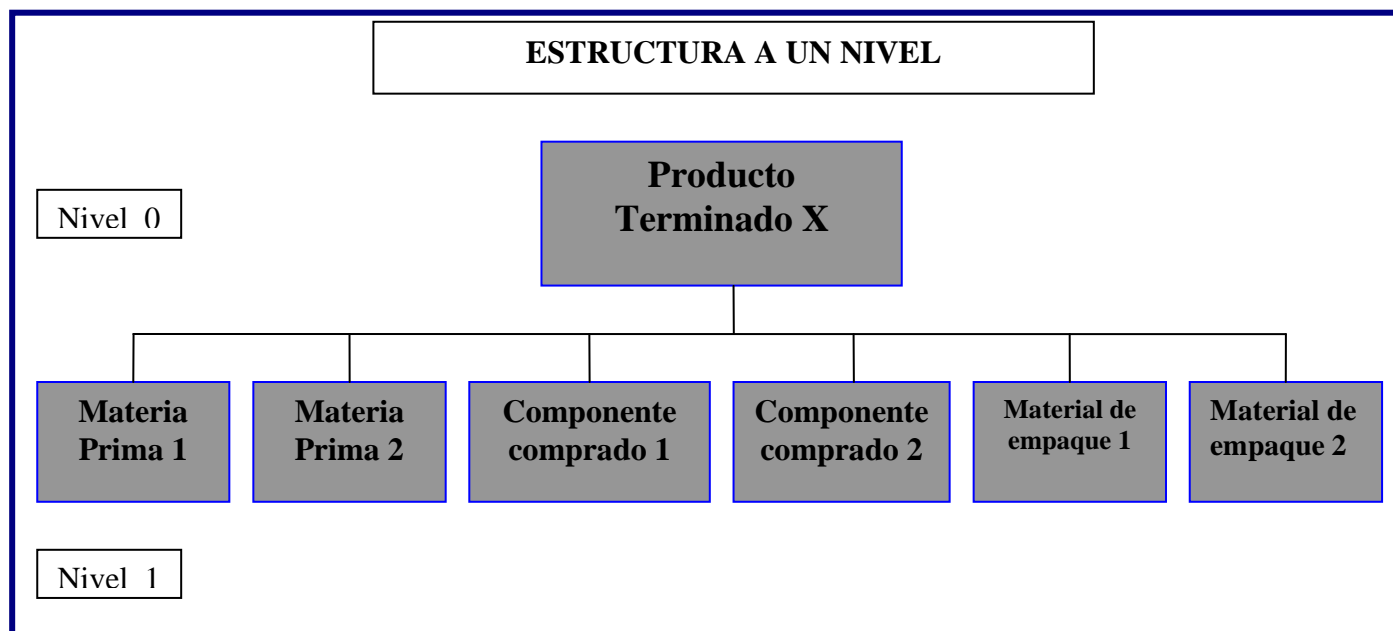 ESTRUCTURA A UN NIVEL
Producto
Terminado X
Nivel 0
Materia
Prima 1
Materia
Prima 2
Componente
comprado 1
Componente
comprado 2
Material de
empaque 1
Material de
empaque 2
Nivel 1